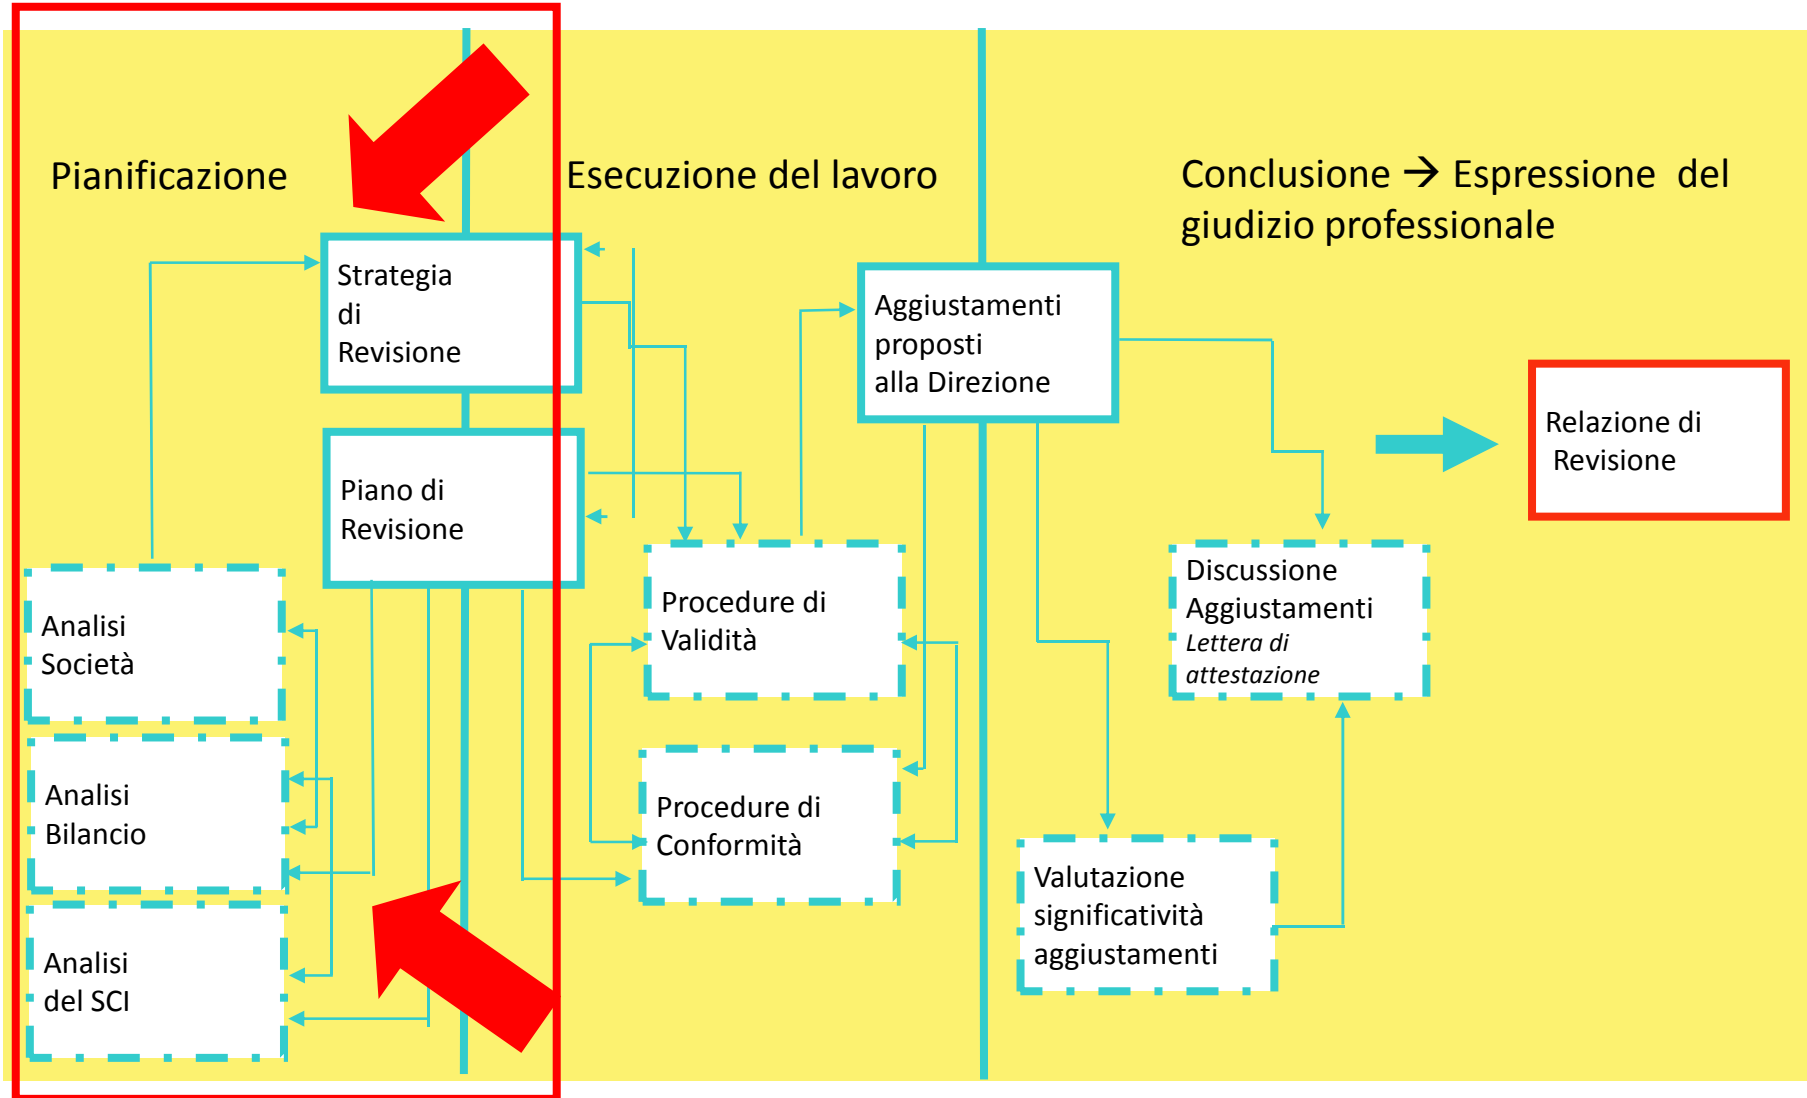 Pianificazione
Esecuzione del lavoro
Conclusione → Espressione  del
giudizio professionale
Strategia
di
Revisione
Piano di
Revisione
Analisi
Società
Analisi
Bilancio
Analisi
del SCI
Procedure di
Validità
Procedure di
Conformità
Aggiustamenti
proposti
alla Direzione
Discussione
Aggiustamenti
Lettera di
attestazione
Valutazione
significatività
aggiustamenti
Relazione di
Revisione